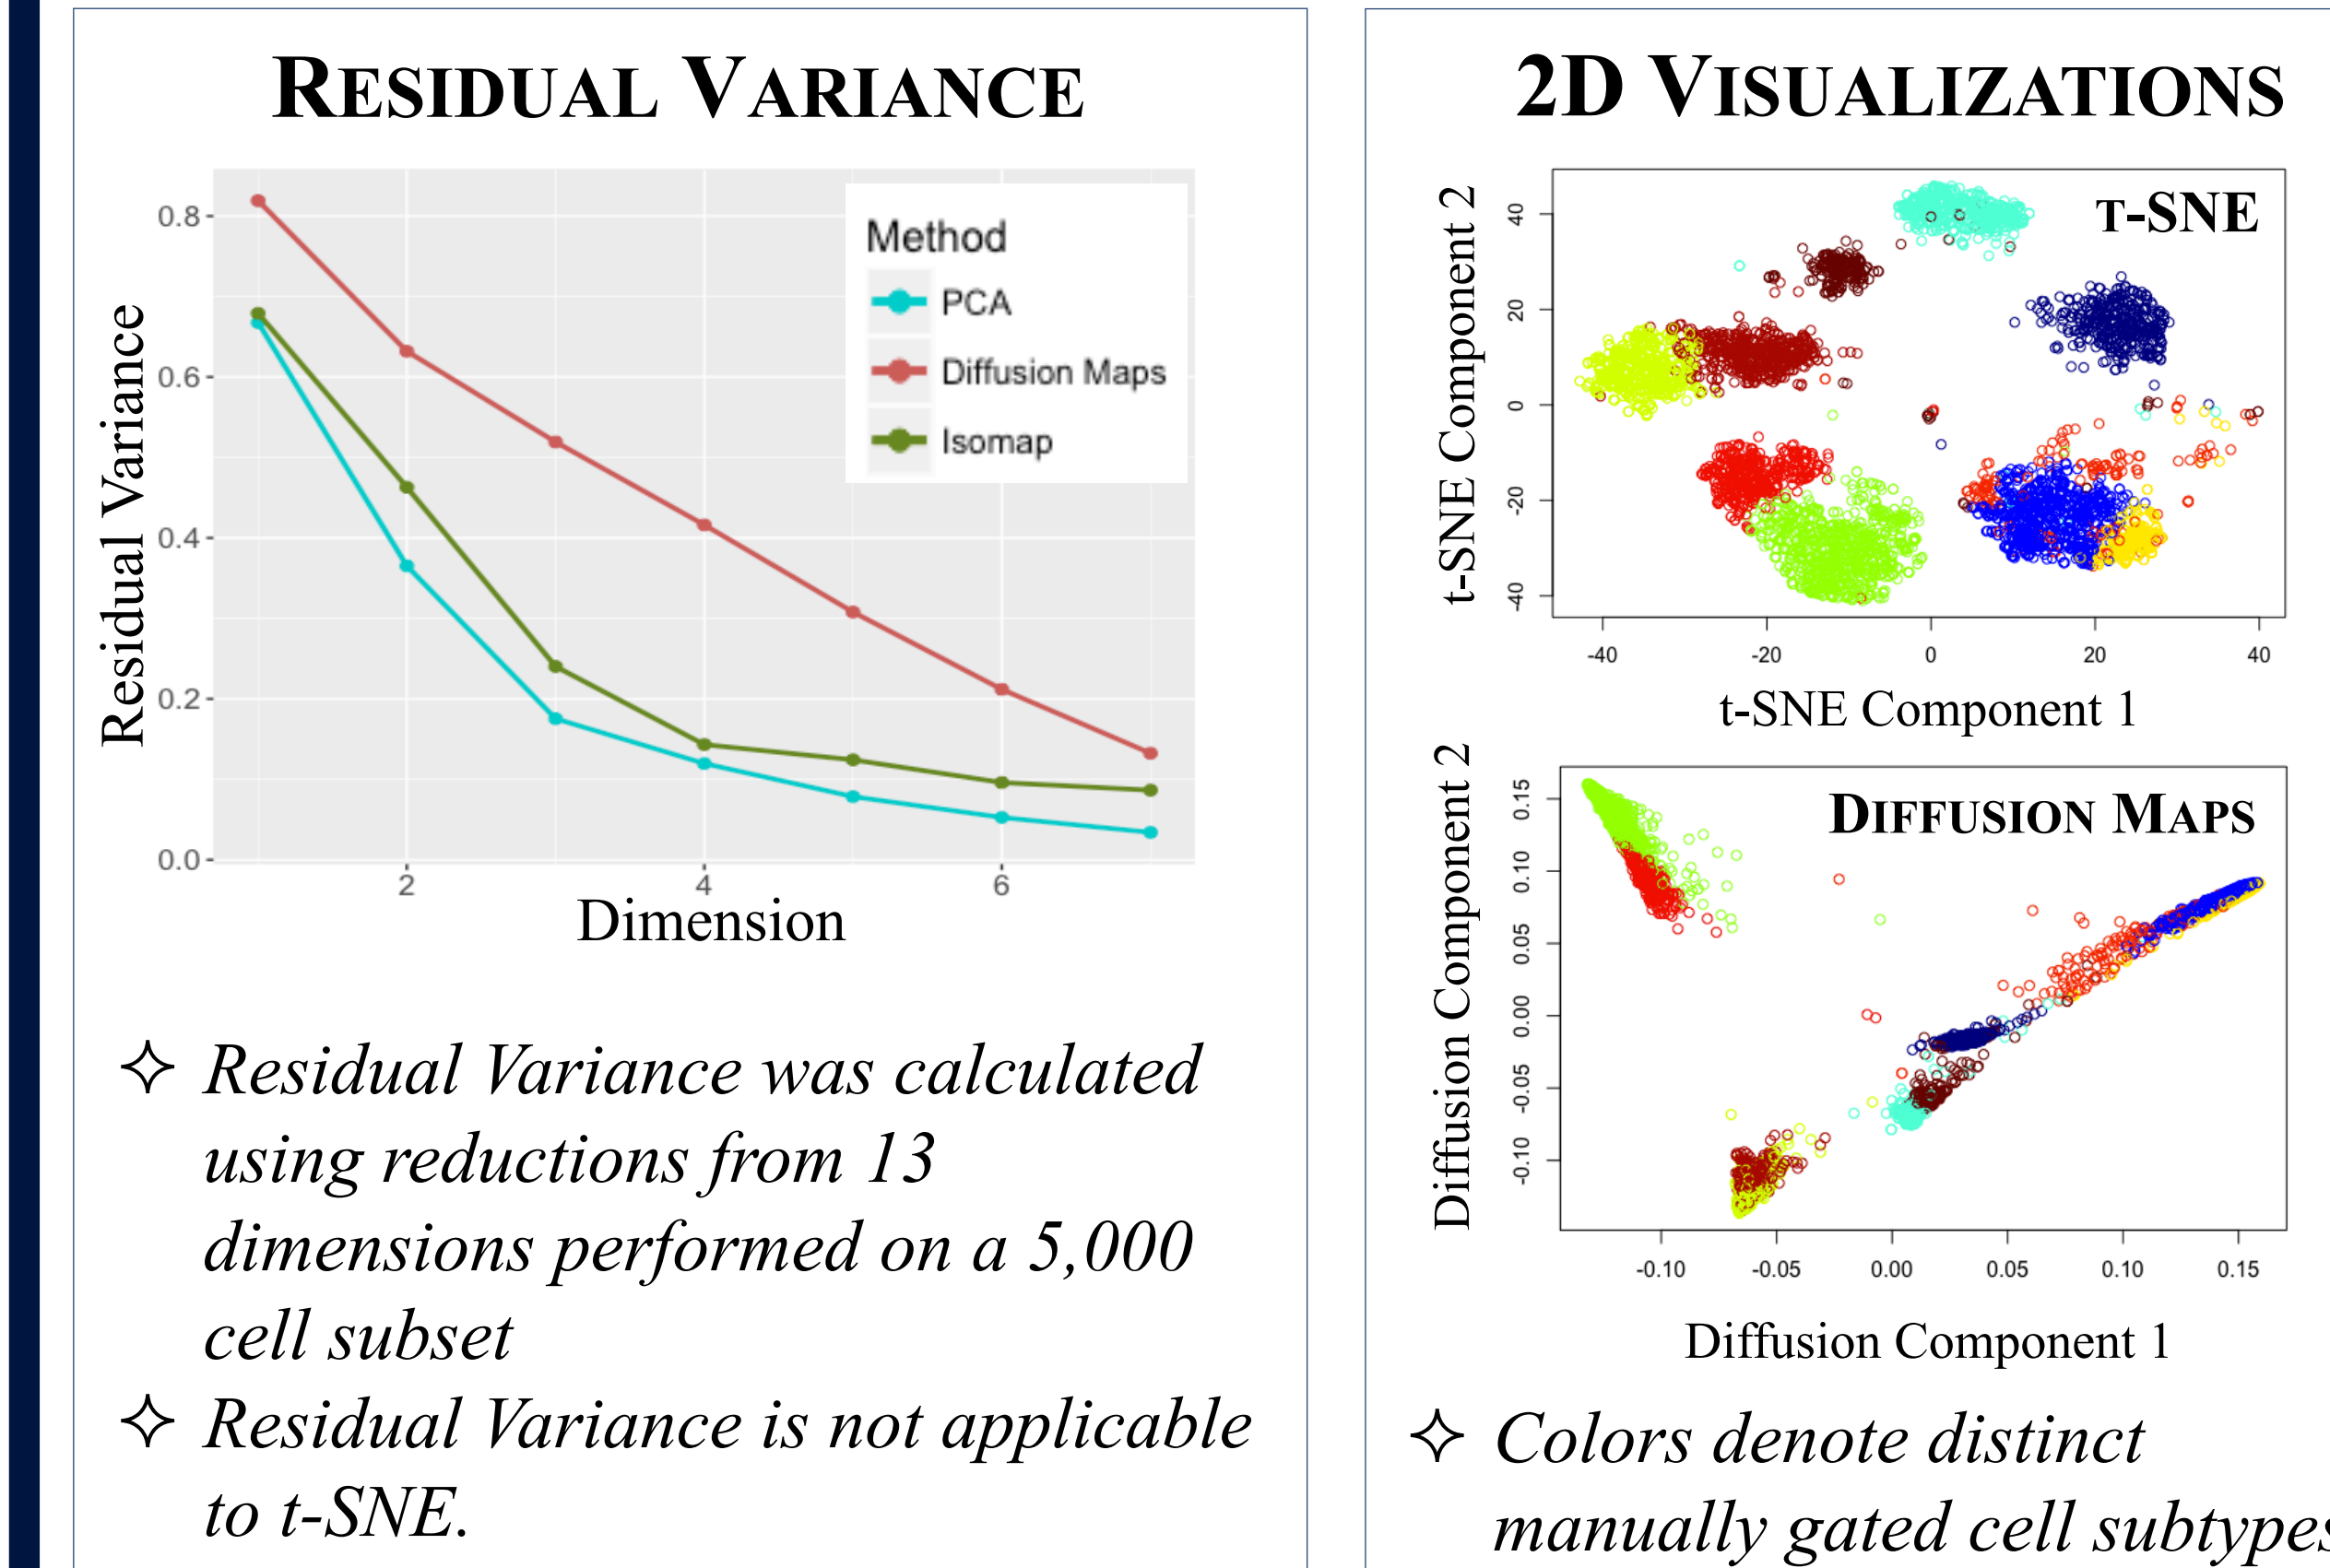 RESIDUAL VARIANCE
Residual Variance
0.8
0.6
0.4
0.2
0.0
2 4 6
Dimension
Method
PCA
Diffusion Maps
Isomap
✧ Residual Variance was calculated
using reductions from 13
dimensions performed on a 5,000
cell subset
✧ Residual Variance is not applicable
to t-SNE.
2D VISUALIZATIONS
T-SNE
t-SNE Component 2
40
20
0
-20
-40
-40 -20 0 20 40
t-SNE Component 1
DIFFUSION MAPS
Diffusion Component 2
0.15
0.10
0.05
0.00
-0.05
-0.10
-0.10 -0.05 0.00 0.05 0.10 0.15
Diffusion Component 1
✧ Colors denote distinct
manually gated cell subtypes